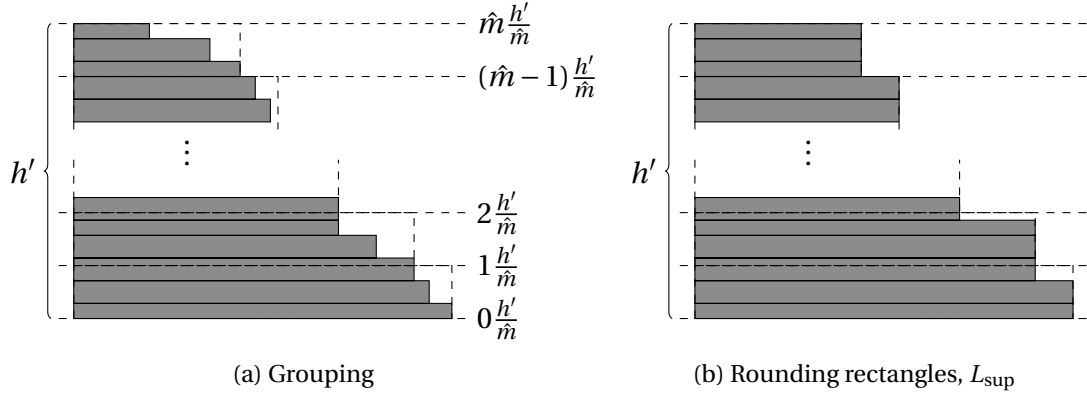 m̂ h'/m̂
(m̂ − 1) h'/m̂
⋮ ⋮
h' h'
2 h'/m̂
1 h'/m̂
0 h'/m̂
(a) Grouping (b) Rounding rectangles, L_sup